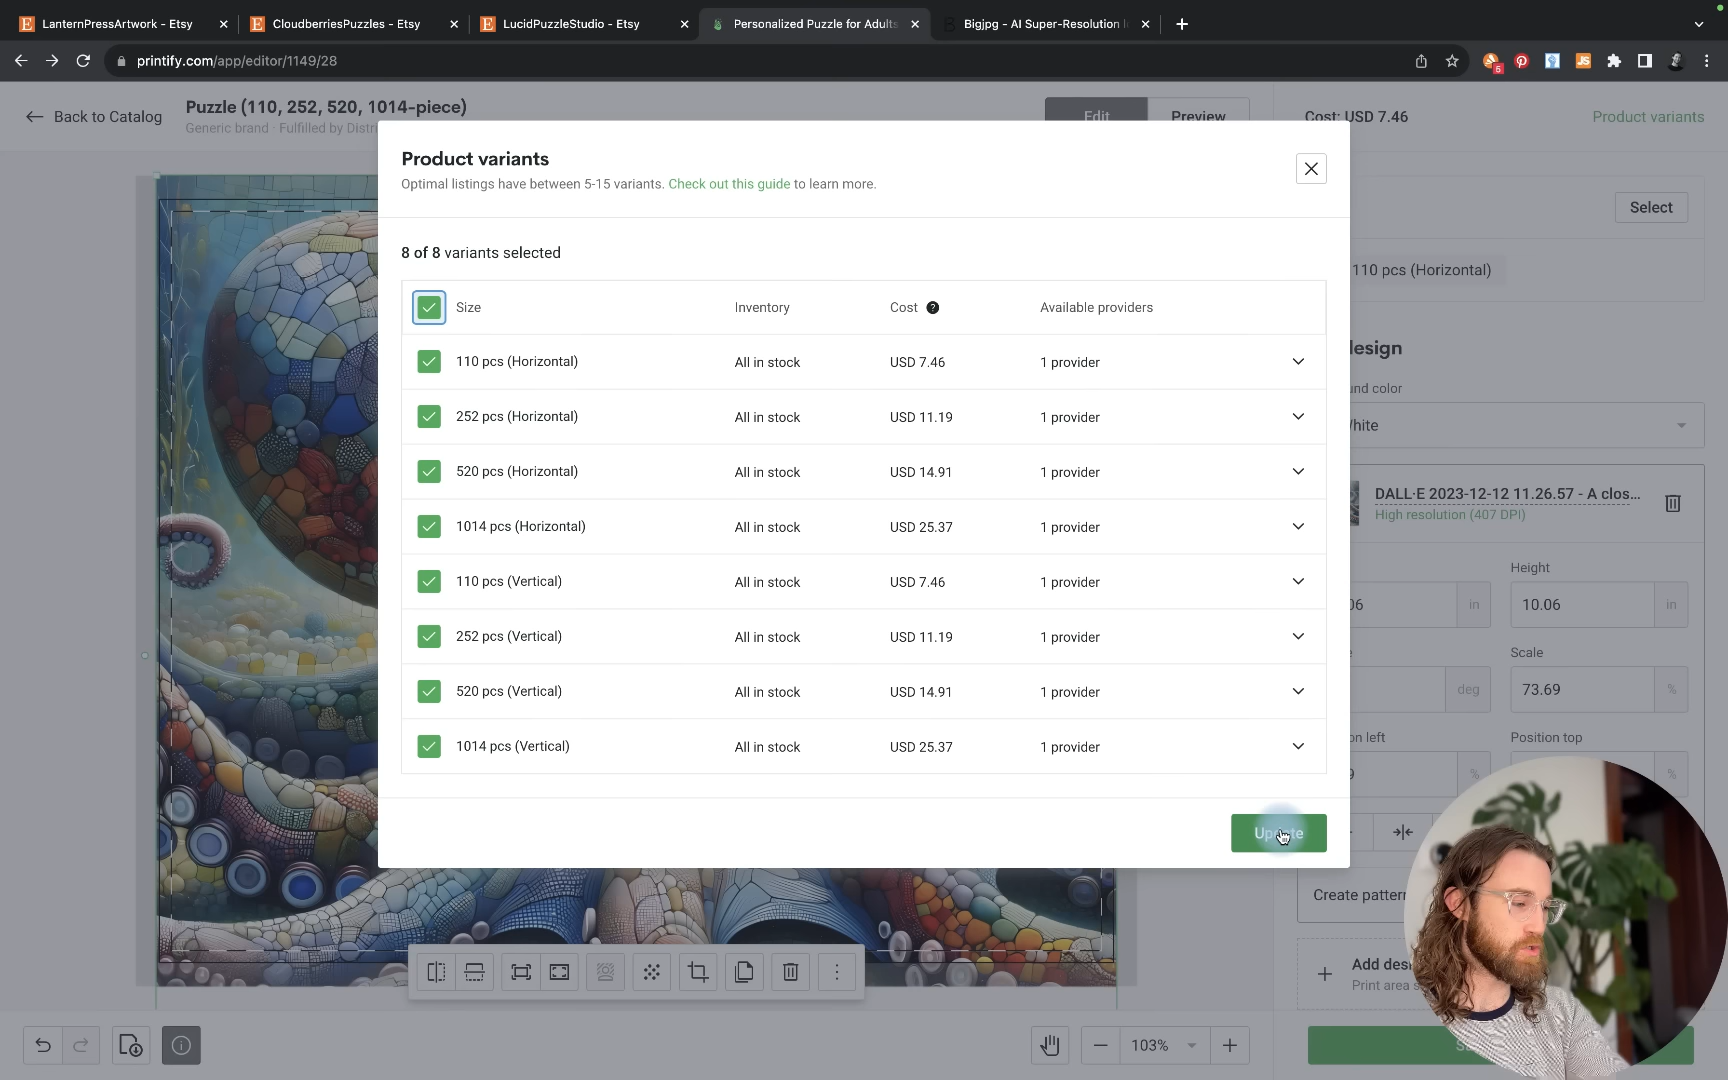 LanternPressArtwork - Etsy
CloudberriesPuzzles - Etsy
LucidPuzzleStudio - Etsy
Personalized Puzzle for Adults
Bigjpg - AI Super-Resolution
printify.com/app/editor/1149/28
5
JS
Back to Catalog
Puzzle (110, 252, 520, 1014-piece)
Generic brand · Fulfilled by Distri
Edit
Preview
Cost: USD 7.46
Product variants
Product variants
Optimal listings have between 5-15 variants. Check out this guide to learn more.
Select
8 of 8 variants selected
110 pcs (Horizontal)
Size
Inventory
Cost
?
Available providers
110 pcs (Horizontal)
All in stock
USD 7.46
1 provider
252 pcs (Horizontal)
All in stock
USD 11.19
1 provider
520 pcs (Horizontal)
All in stock
USD 14.91
1 provider
1014 pcs (Horizontal)
All in stock
USD 25.37
1 provider
110 pcs (Vertical)
All in stock
USD 7.46
1 provider
252 pcs (Vertical)
All in stock
USD 11.19
1 provider
520 pcs (Vertical)
All in stock
USD 14.91
1 provider
1014 pcs (Vertical)
All in stock
USD 25.37
1 provider
Update
design
DALL·E 2023-12-12 11.26.57 - A clos...
High resolution (407 DPI)
Height
in
10.06
in
Scale
deg
73.69
%
Position top
%
%
Create pattern
Add desi
Print area s
103%